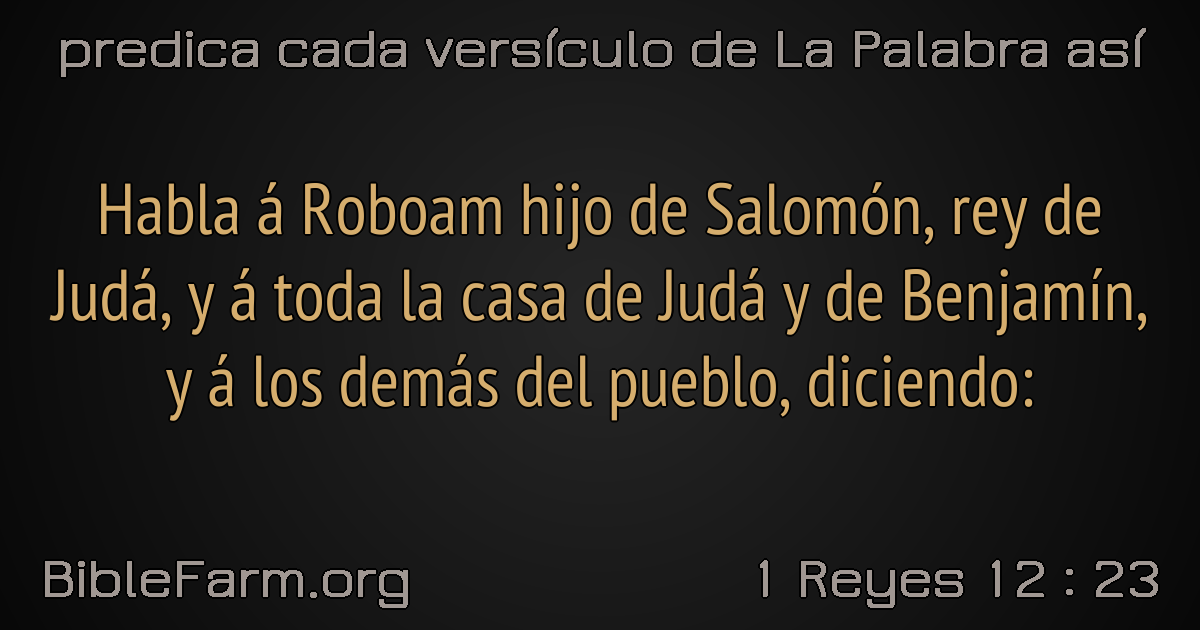 predica cada versículo de La Palabra así
Habla á Roboam hijo de Salomón, rey de
Judá, y á toda la casa de Judá y de Benjamín,
y á los demás del pueblo, diciendo:
BibleFarm.org
1 Reyes 12 : 23